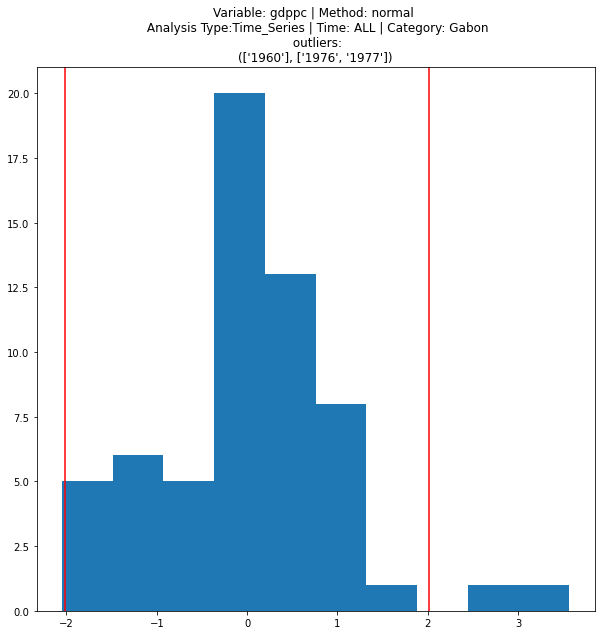 Variable: gdppc | Method: normal
Analysis Type:Time_Series | Time: ALL | Category: Gabon
outliers:
(['1960'], ['1976', '1977'])
20.0
17.5
15.0
12.5
10.0
7.5
5.0
2.5
0.0
−2 −1 0 1 2 3